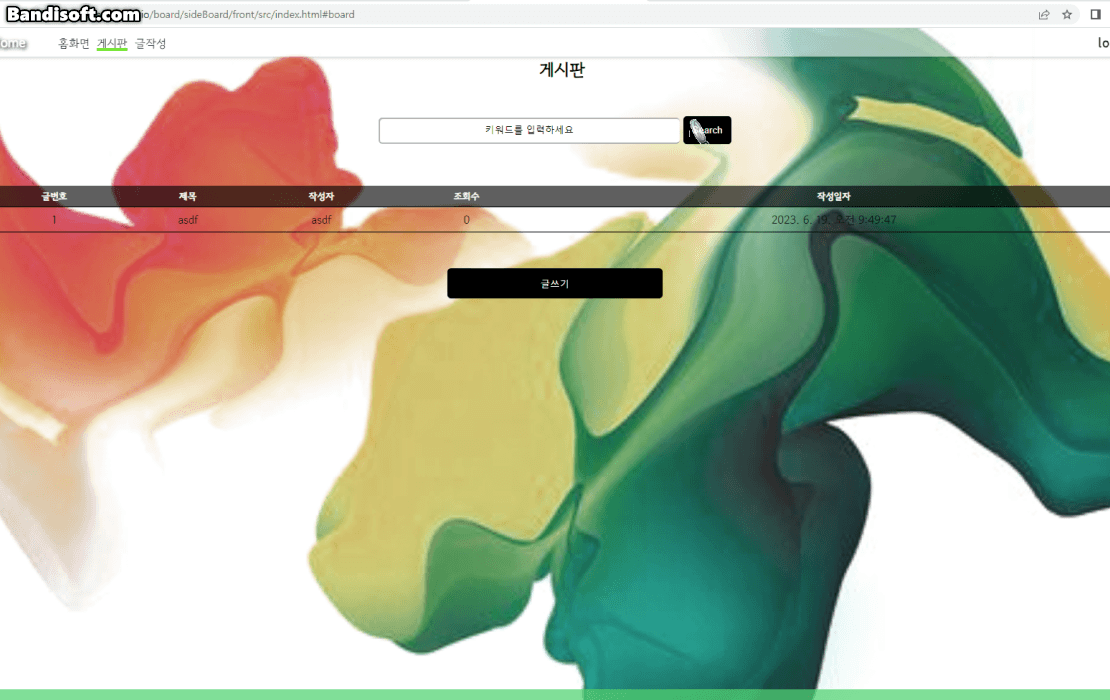 Bandisoft.com
io/board/sideBoard/front/src/index.html#board
ome 홈화면 게시판 글작성 lo
게시판
키워드를 입력하세요 Search
글번호 제목 작성자 조회수 작성일자
1 asdf asdf 0 2023. 6. 19. 오전 9:49:47
글쓰기